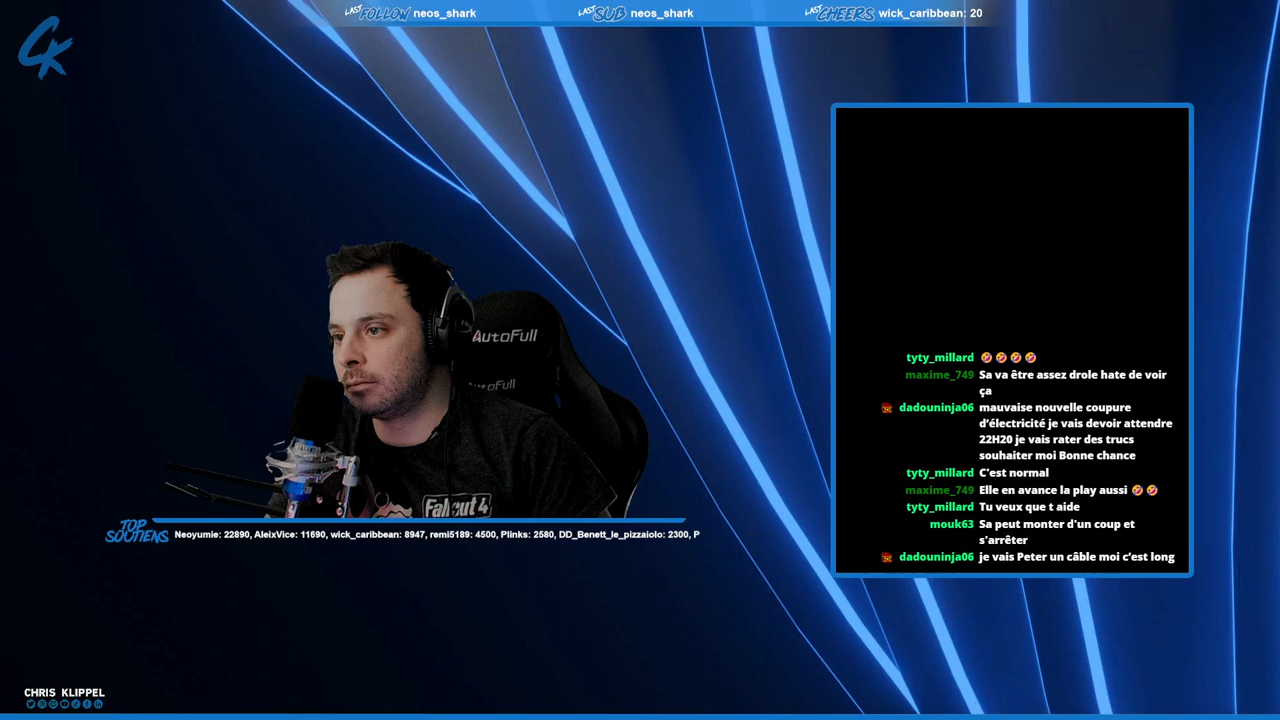 LAST FOLLOW neos_shark LAST SUB neos_shark LAST CHEERS wick_caribbean: 20
CK
AutoFull
AutoFull
Fallout 4
TOP SOUTIENS Neoyumie: 22890, AleixVice: 11690, wick_caribbean: 8947, remi5189: 4500, Plinks: 2580, DD_Benett_le_pizzaiolo: 2300, P
tyty_millard 🤣 🤣 🤣 🤣
maxime_749 Sa va être assez drole hate de voir
ça
dadouninja06 mauvaise nouvelle coupure
d'électricité je vais devoir attendre
22H20 je vais rater des trucs
souhaiter moi Bonne chance
tyty_millard C'est normal
maxime_749 Elle en avance la play aussi 🤣 🤣
tyty_millard Tu veux que t aide
mouk63 Sa peut monter d'un coup et
s'arrêter
dadouninja06 je vais Peter un câble moi c'est long
CHRIS KLIPPEL